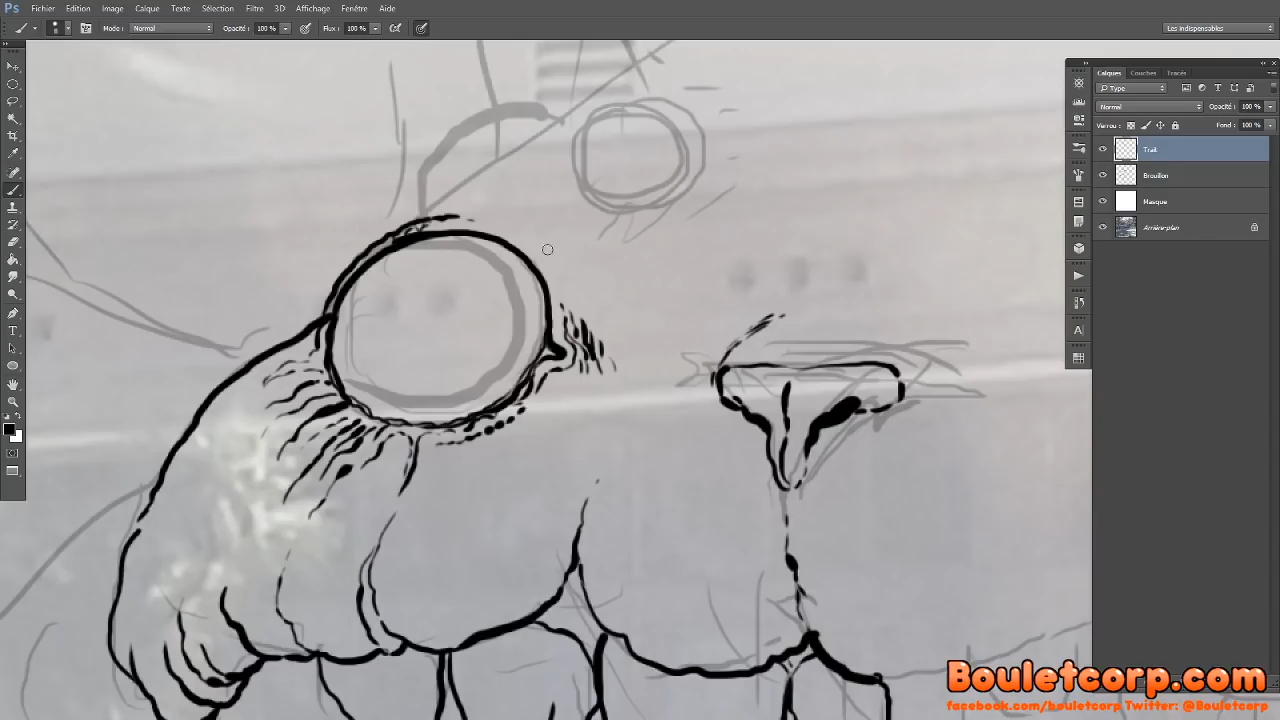 Ps Fichier Edition Image Calque Texte Sélection Filtre 3D Affichage Fenêtre Aide
Mode : Normal Opacité : 100 % Flux : 100 % Les indispensables
Calques Couches Tracés
Type
Normal Opacité : 100 %
Verrou : Fond : 100 %
Trait
Brouillon
Masque
Arrière-plan
Bouletcorp.com
facebook.com/bouletcorp Twitter: @Bouletcorp